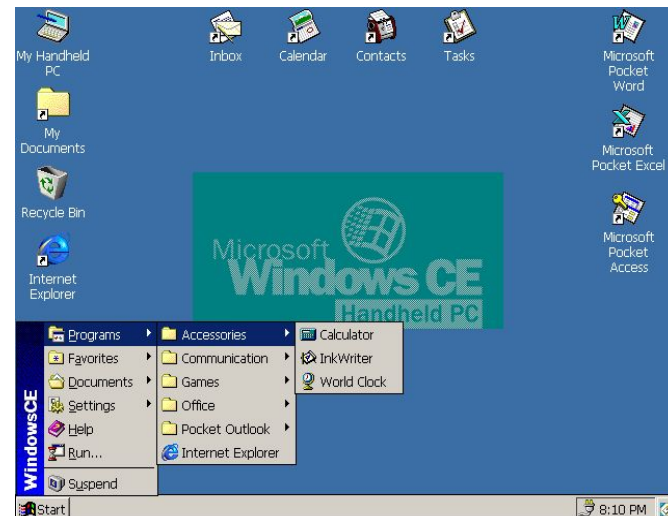 My Handheld
PC
Inbox
Calendar
Contacts
Tasks
Microsoft
Pocket
Word
My
Documents
Microsoft
Pocket Excel
Recycle Bin
Microsoft
Pocket
Access
Internet
Explorer
Microsoft
Windows CE
Handheld PC
WindowsCE
Programs
Favorites
Documents
Settings
Help
Run...
Suspend
Accessories
Communication
Games
Office
Pocket Outlook
Internet Explorer
Calculator
InkWriter
World Clock
Start
8:10 PM